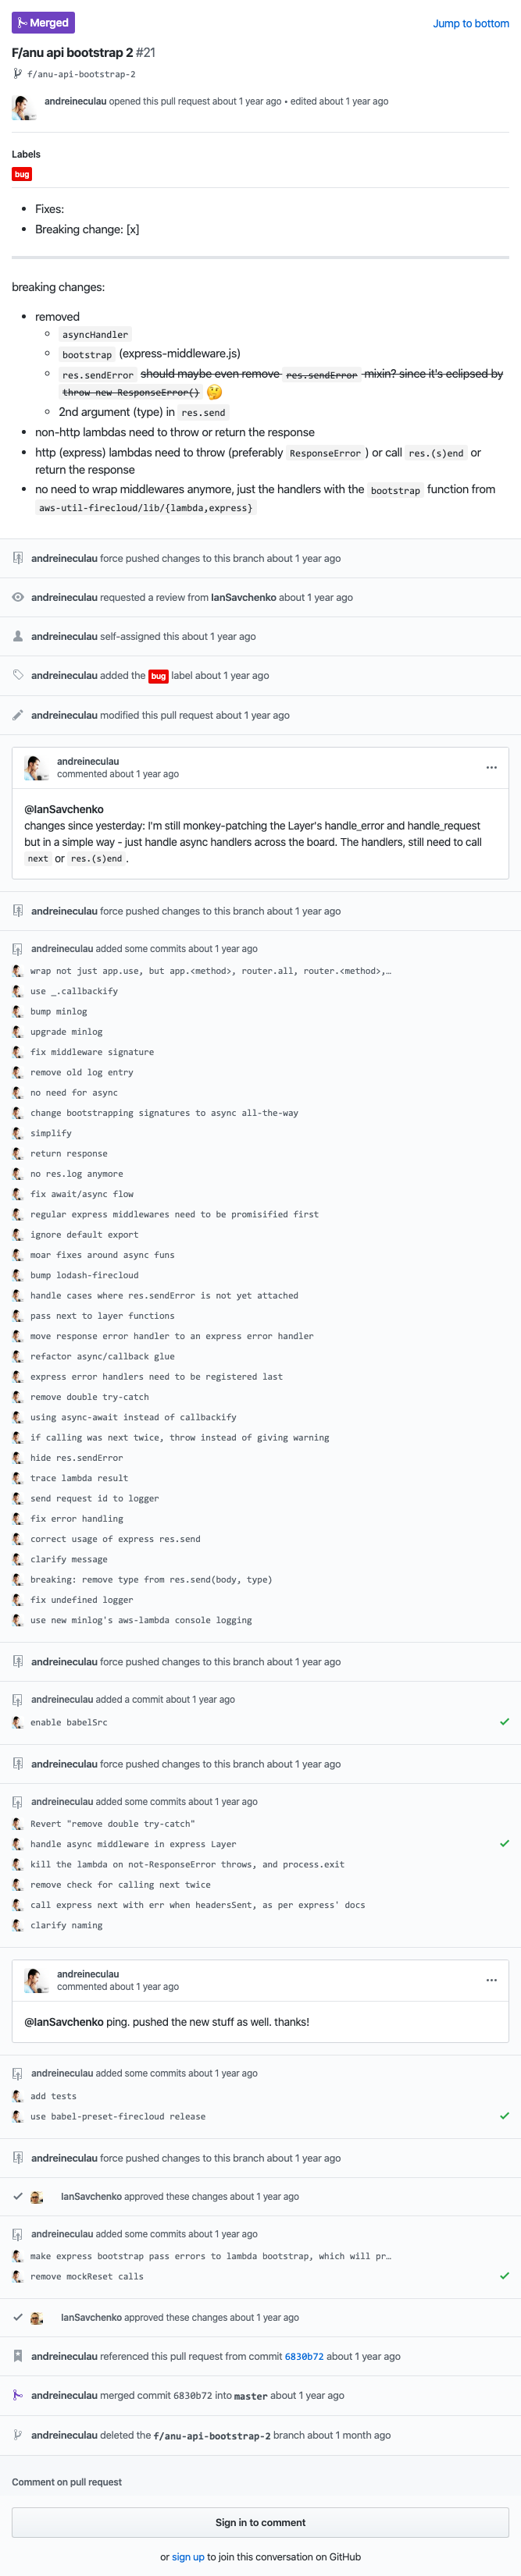 Merged
Jump to bottom
F/anu api bootstrap 2 #21
f/anu-api-bootstrap-2
andreineculau opened this pull request about 1 year ago • edited about 1 year ago
Labels
bug
• Fixes:
• Breaking change: [x]
breaking changes:
• removed
◦ asyncHandler
◦ bootstrap (express-middleware.js)
◦ res.sendError should maybe even remove res.sendError mixin? since it's eclipsed by
throw new ResponseError() 🤔
◦ 2nd argument (type) in res.send
• non-http lambdas need to throw or return the response
• http (express) lambdas need to throw (preferably ResponseError ) or call res.(s)end or
return the response
• no need to wrap middlewares anymore, just the handlers with the bootstrap function from
aws-util-firecloud/lib/{lambda,express}
andreineculau force pushed changes to this branch about 1 year ago
andreineculau requested a review from IanSavchenko about 1 year ago
andreineculau self-assigned this about 1 year ago
andreineculau added the bug label about 1 year ago
andreineculau modified this pull request about 1 year ago
andreineculau
commented about 1 year ago
@IanSavchenko
changes since yesterday: I'm still monkey-patching the Layer's handle_error and handle_request
but in a simple way - just handle async handlers across the board. The handlers, still need to call
next or res.(s)end .
andreineculau force pushed changes to this branch about 1 year ago
andreineculau added some commits about 1 year ago
wrap not just app.use, but app.<method>, router.all, router.<method>,…
use _.callbackify
bump minlog
upgrade minlog
fix middleware signature
remove old log entry
no need for async
change bootstrapping signatures to async all-the-way
simplify
return response
no res.log anymore
fix await/async flow
regular express middlewares need to be promisified first
ignore default export
moar fixes around async funs
bump lodash-firecloud
handle cases where res.sendError is not yet attached
pass next to layer functions
move response error handler to an express error handler
refactor async/callback glue
express error handlers need to be registered last
remove double try-catch
using async-await instead of callbackify
if calling was next twice, throw instead of giving warning
hide res.sendError
trace lambda result
send request id to logger
fix error handling
correct usage of express res.send
clarify message
breaking: remove type from res.send(body, type)
fix undefined logger
use new minlog's aws-lambda console logging
andreineculau force pushed changes to this branch about 1 year ago
andreineculau added a commit about 1 year ago
enable babelSrc
andreineculau force pushed changes to this branch about 1 year ago
andreineculau added some commits about 1 year ago
Revert "remove double try-catch"
handle async middleware in express Layer
kill the lambda on not-ResponseError throws, and process.exit
remove check for calling next twice
call express next with err when headersSent, as per express' docs
clarify naming
andreineculau
commented about 1 year ago
@IanSavchenko ping. pushed the new stuff as well. thanks!
andreineculau added some commits about 1 year ago
add tests
use babel-preset-firecloud release
andreineculau force pushed changes to this branch about 1 year ago
IanSavchenko approved these changes about 1 year ago
andreineculau added some commits about 1 year ago
make express bootstrap pass errors to lambda bootstrap, which will pr…
remove mockReset calls
IanSavchenko approved these changes about 1 year ago
andreineculau referenced this pull request from commit 6830b72 about 1 year ago
andreineculau merged commit 6830b72 into master about 1 year ago
andreineculau deleted the f/anu-api-bootstrap-2 branch about 1 month ago
Comment on pull request
Sign in to comment
or sign up to join this conversation on GitHub